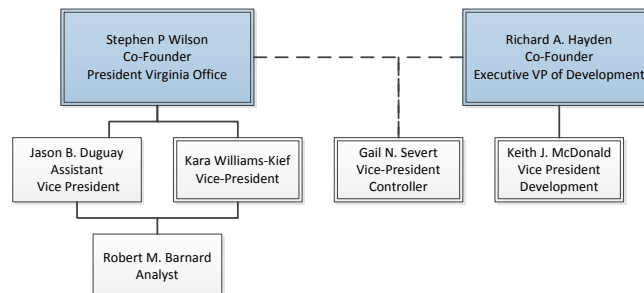 Stephen P Wilson
Co-Founder
President Virginia Office
Richard A. Hayden
Co-Founder
Executive VP of Development
Jason B. Duguay
Assistant
Vice President
Kara Williams-Kief
Vice-President
Gail N. Severt
Vice-President
Controller
Keith J. McDonald
Vice President
Development
Robert M. Barnard
Analyst